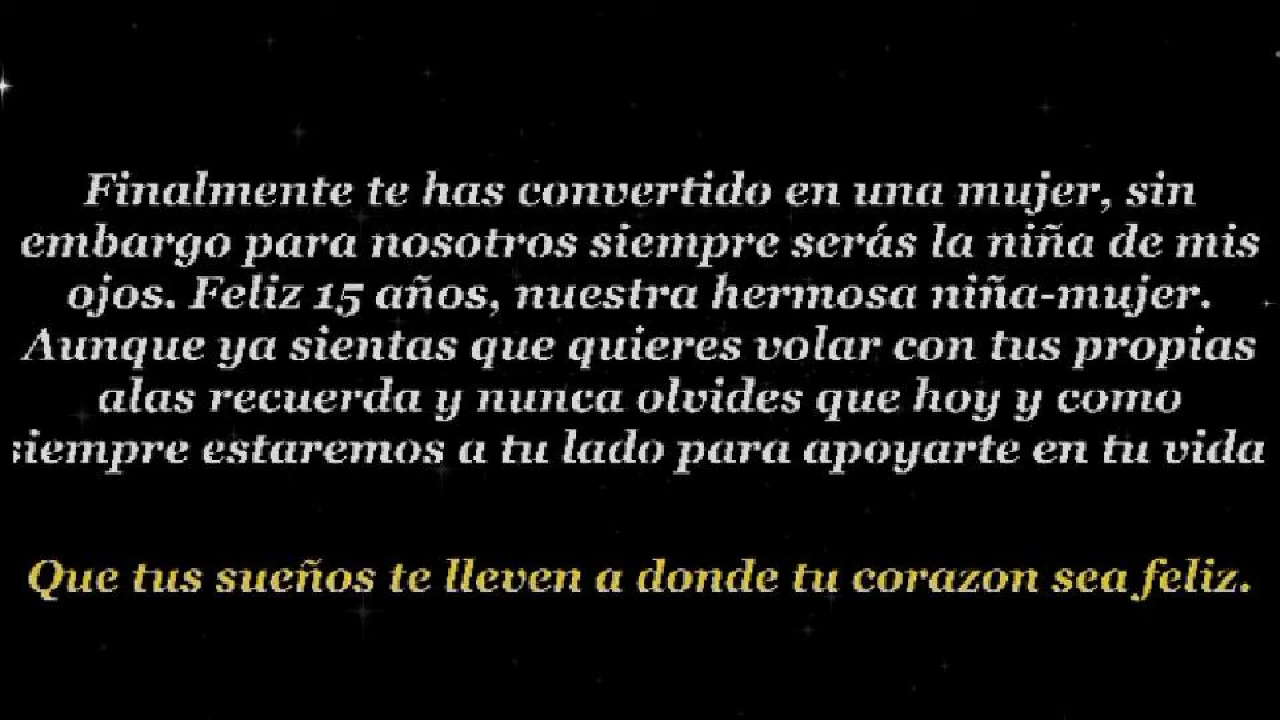 Finalmente te has convertido en una mujer, sin
embargo para nosotros siempre serás la niña de mis
ojos. Feliz 15 años, nuestra hermosa niña-mujer.
Aunque ya sientas que quieres volar con tus propias
alas recuerda y nunca olvides que hoy y como
siempre estaremos a tu lado para apoyarte en tu vida
Que tus sueños te lleven a donde tu corazon sea feliz.